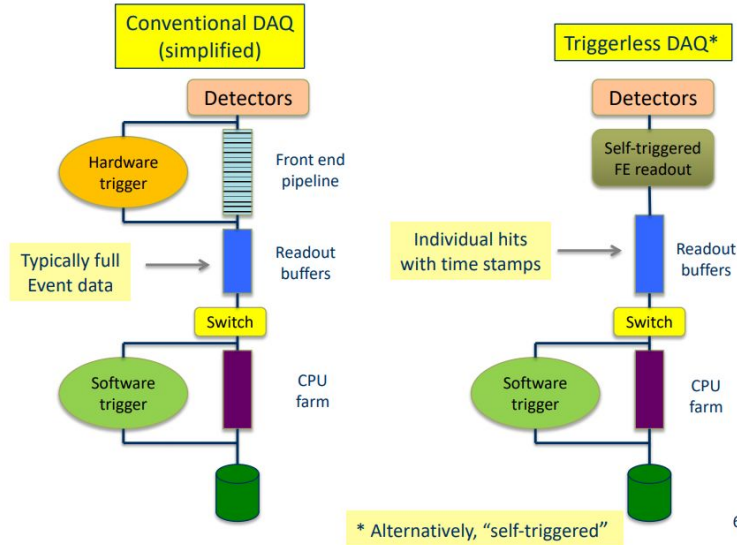 Conventional DAQ
(simplified)
Detectors
Hardware
trigger
Front end
pipeline
Typically full
Event data
Readout
buffers
Switch
Software
trigger
CPU
farm
Triggerless DAQ*
Detectors
Self-triggered
FE readout
Individual hits
with time stamps
Readout
buffers
Switch
Software
trigger
CPU
farm
* Alternatively, “self-triggered”
6